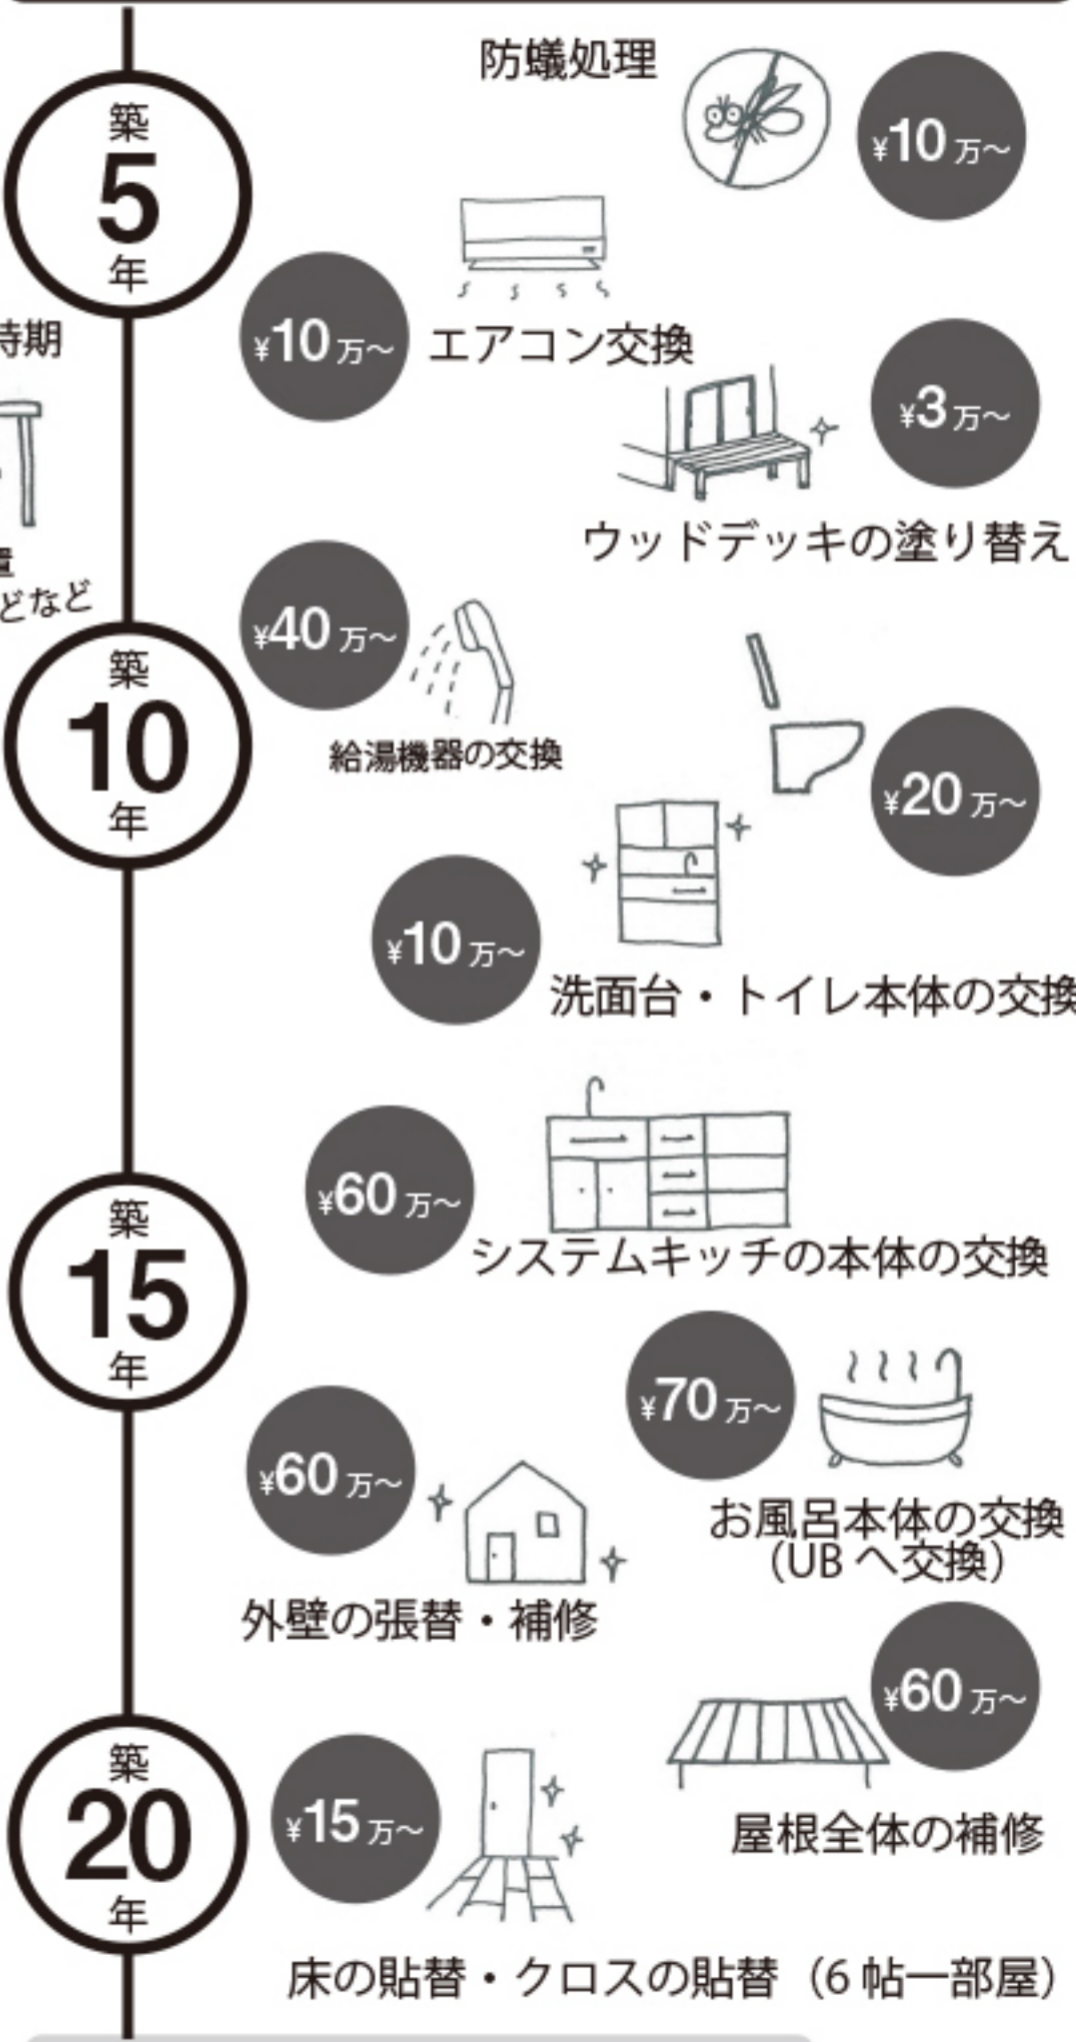 防蟻処理
¥10万〜
築
5
年
¥10万〜
エアコン交換
時期
¥3万〜
ウッドデッキの塗り替え
置
どなど
¥40万〜
給湯機器の交換
築
10
年
¥20万〜
¥10万〜
洗面台・トイレ本体の交換
¥60万〜
システムキッチの本体の交換
築
15
年
¥70万〜
お風呂本体の交換
（UBへ交換）
¥60万〜
外壁の張替・補修
¥60万〜
屋根全体の補修
築
20
年
¥15万〜
床の貼替・クロスの貼替（6帖一部屋）